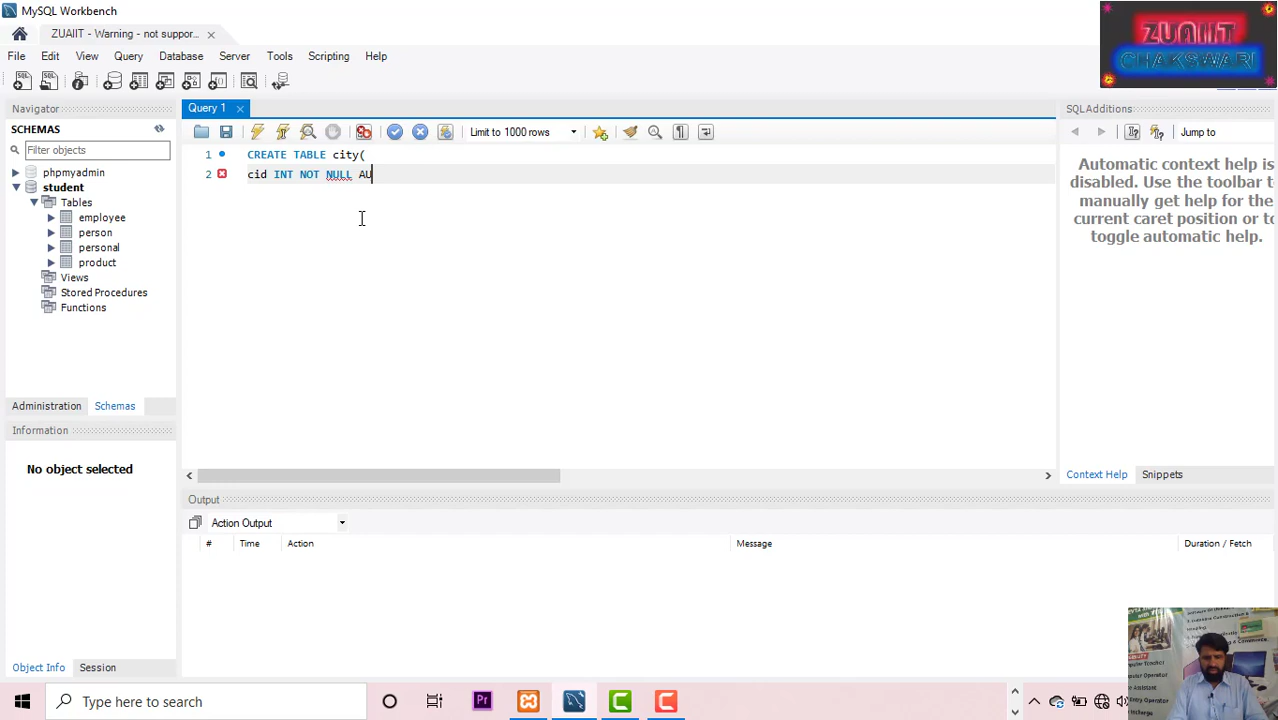 MySQL Workbench
ZUAIIT - Warning - not suppor...
ZUAIIT
CHAKSWARI
File Edit View Query Database Server Tools Scripting Help
Navigator
Query 1
SQLAdditions
SCHEMAS
Limit to 1000 rows
Jump to
Filter objects
phpmyadmin
student
Tables
employee
person
personal
product
Views
Stored Procedures
Functions
1 CREATE TABLE city(
2 cid INT NOT NULL AU
Automatic context help is
disabled. Use the toolbar to
manually get help for the
current caret position or to
toggle automatic help.
Administration Schemas
Information
No object selected
Context Help Snippets
Output
Action Output
# Time Action Message Duration / Fetch
Object Info Session
Type here to search
Pr